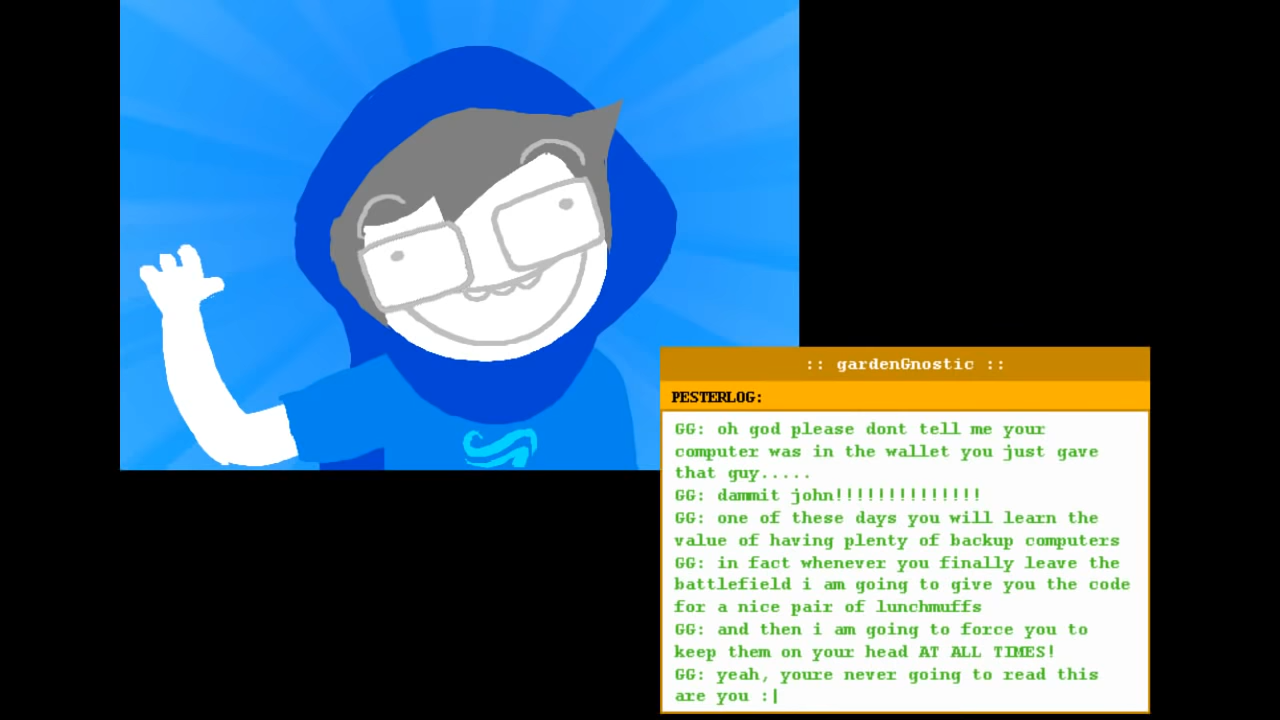 :: gardenGnostic ::
PESTERLOG:
GG: oh god please dont tell me your
computer was in the wallet you just gave
that guy.....
GG: dammit john!!!!!!!!!!!!!!
GG: one of these days you will learn the
value of having plenty of backup computers
GG: in fact whenever you finally leave the
battlefield i am going to give you the code
for a nice pair of lunchmuffs
GG: and then i am going to force you to
keep them on your head AT ALL TIMES!
GG: yeah, youre never going to read this
are you :|